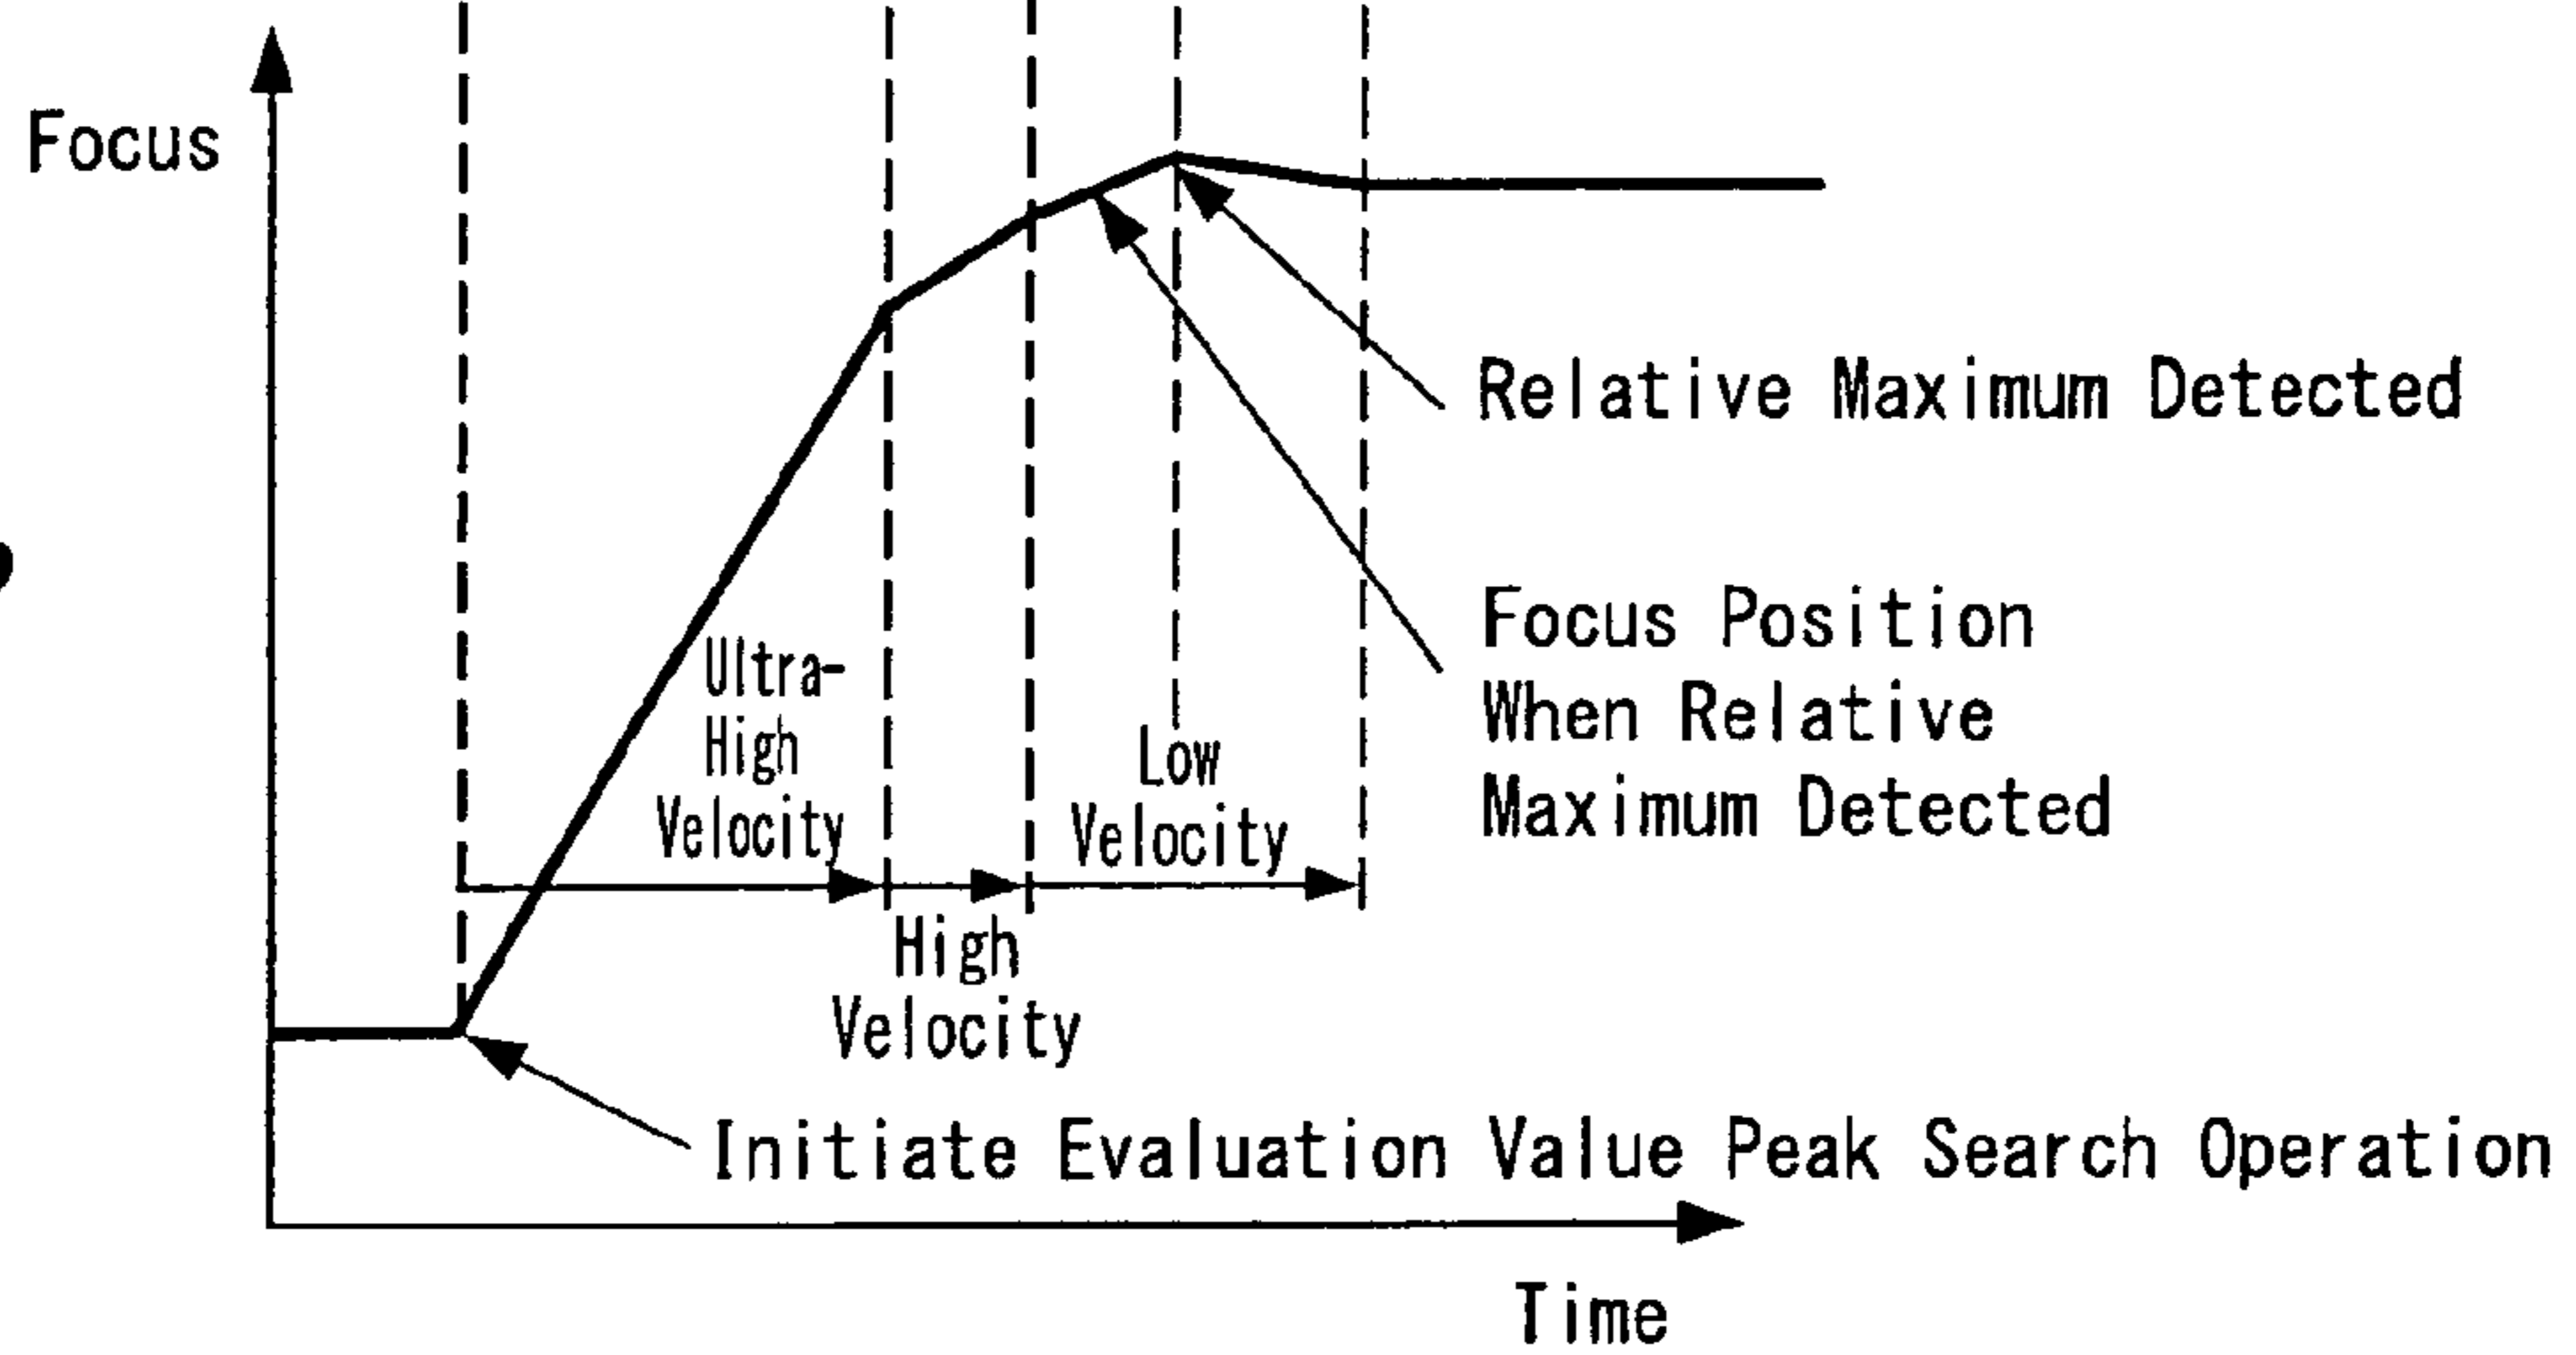 Focus
Relative Maximum Detected
Focus Position
When Relative
Maximum Detected
Ultra-
High
Velocity
Low
Velocity
High
Velocity
Initiate Evaluation Value Peak Search Operation
Time